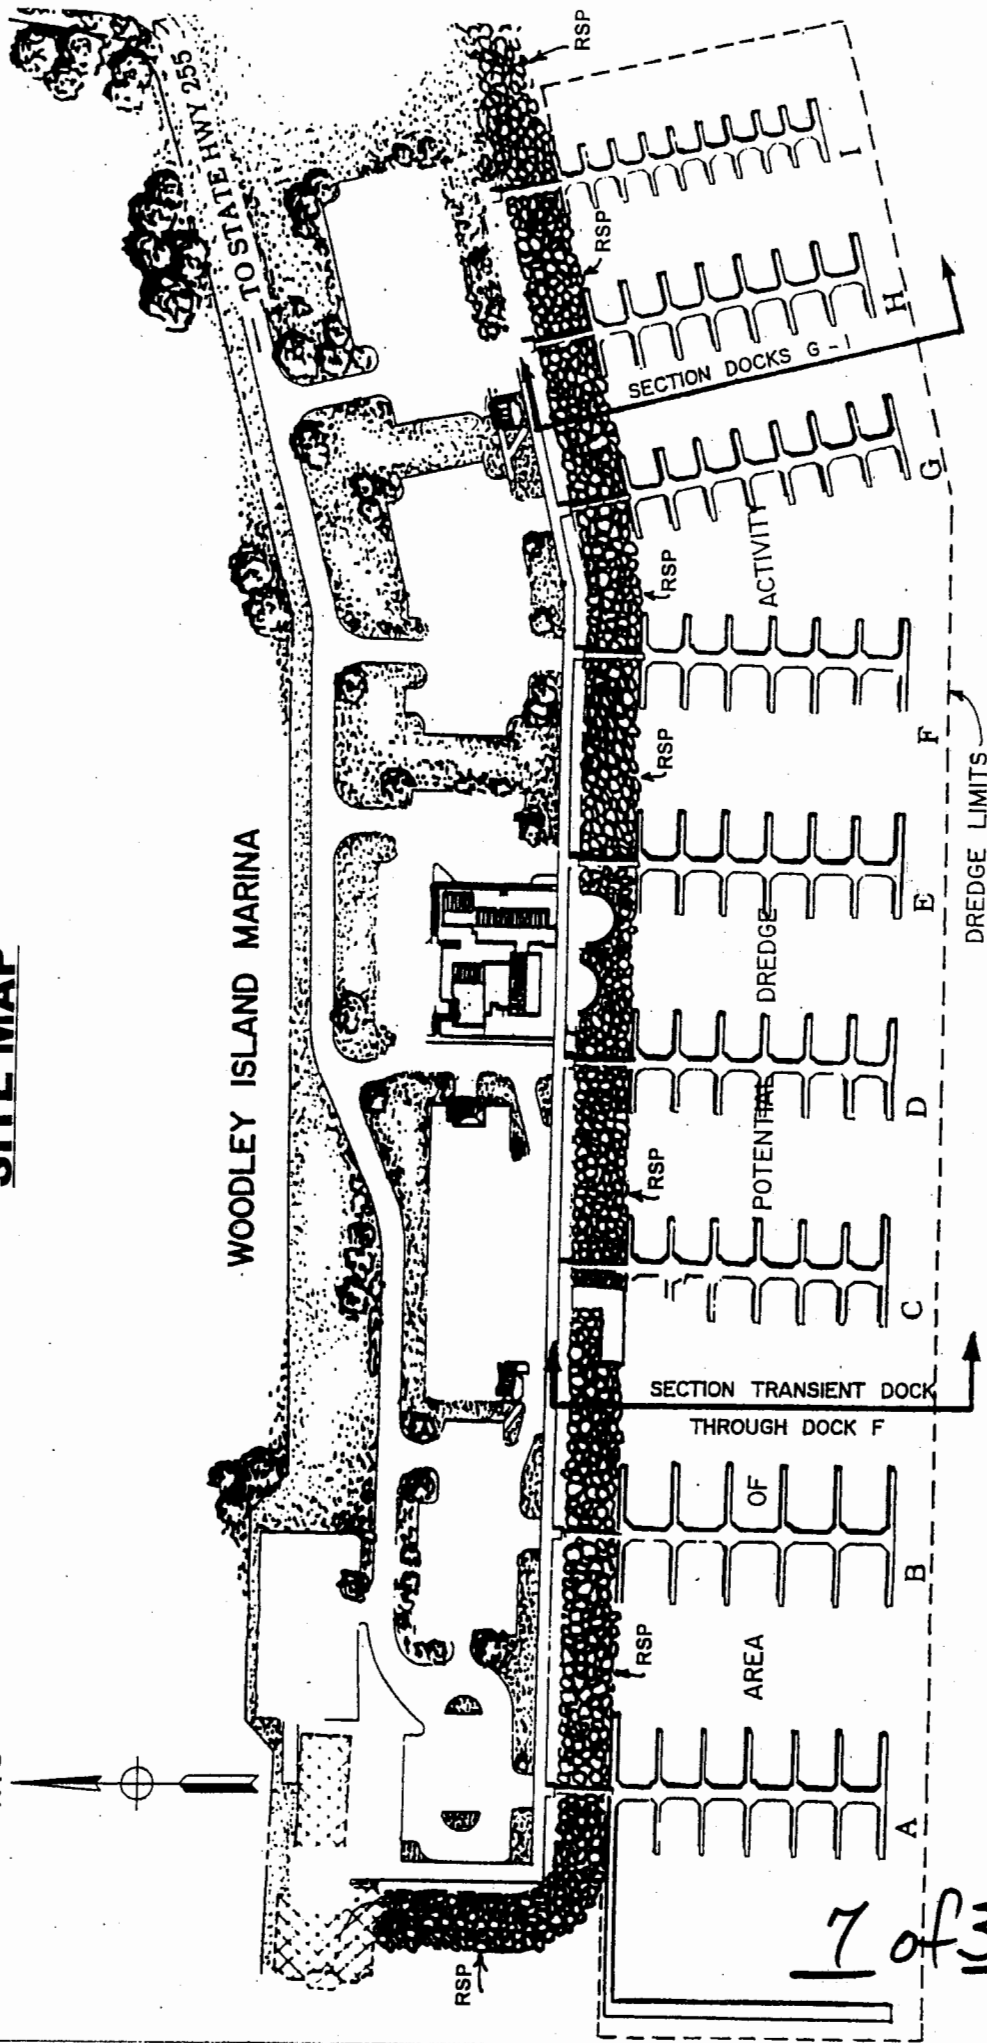 SITE MAP
WOODLEY ISLAND MARINA
TO STATE HWY 255
RSP
RSP
RSP
RSP
RSP
RSP
RSP
SECTION DOCKS G - I
SECTION TRANSIENT DOCK
THROUGH DOCK F
AREA OF POTENTIAL DREDGE ACTIVITY
A
B
C
D
E
F
G
H
I
DREDGE LIMITS
7 of